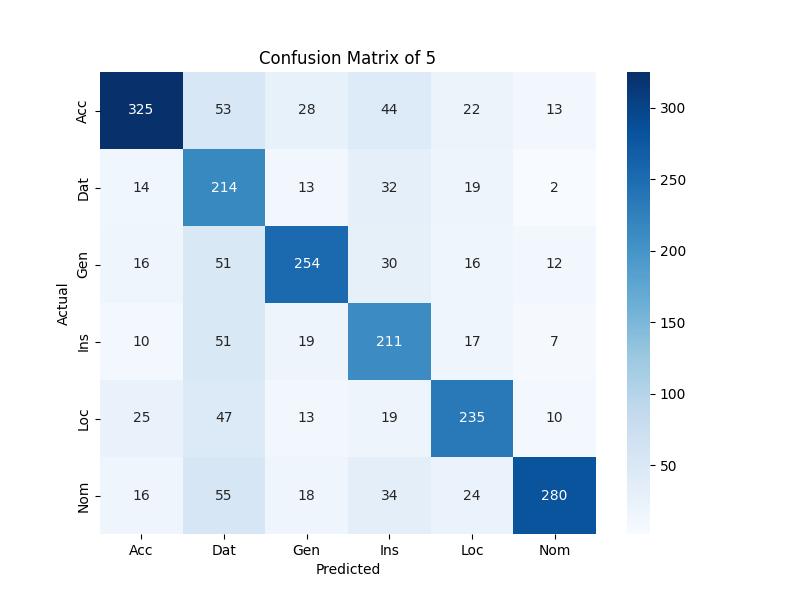 Confusion Matrix of 5
Acc 325 53 28 44 22 13
Dat 14 214 13 32 19 2
Gen 16 51 254 30 16 12
Ins 10 51 19 211 17 7
Loc 25 47 13 19 235 10
Nom 16 55 18 34 24 280
Acc Dat Gen Ins Loc Nom
Predicted
Actual
300
250
200
150
100
50